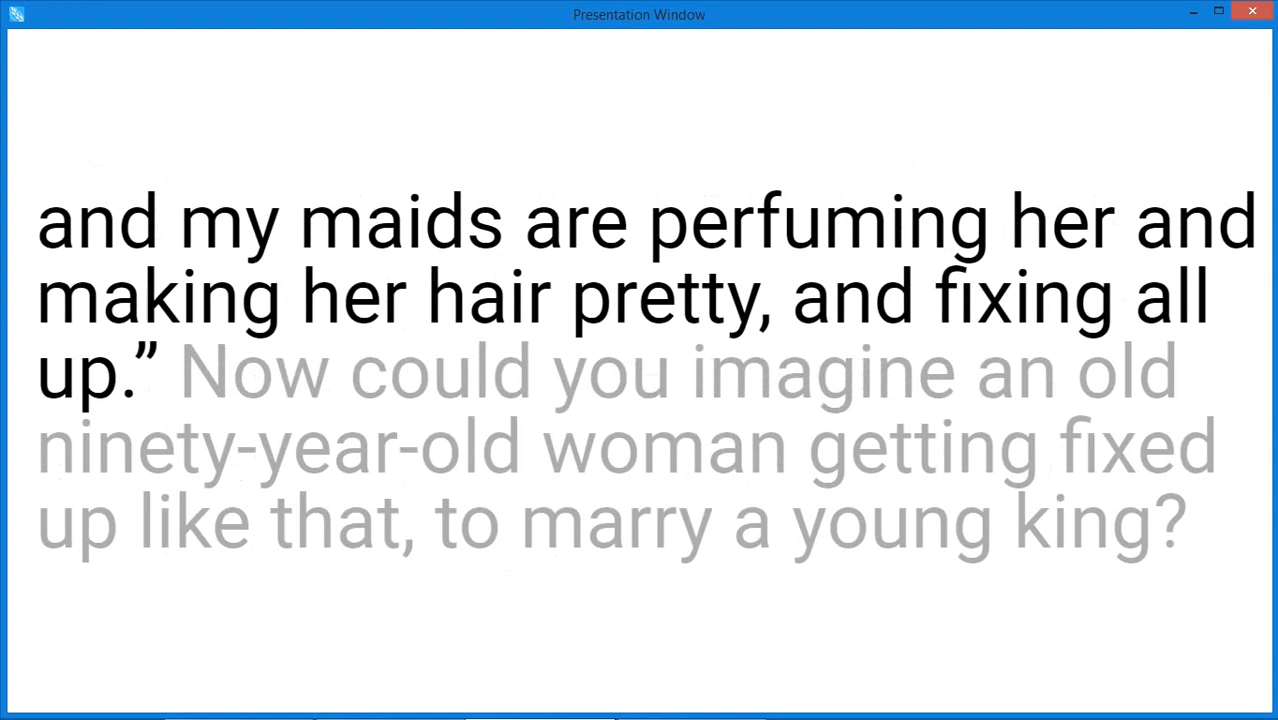 Presentation Window
and my maids are perfuming her and
making her hair pretty, and fixing all
up.” Now could you imagine an old
ninety-year-old woman getting fixed
up like that, to marry a young king?